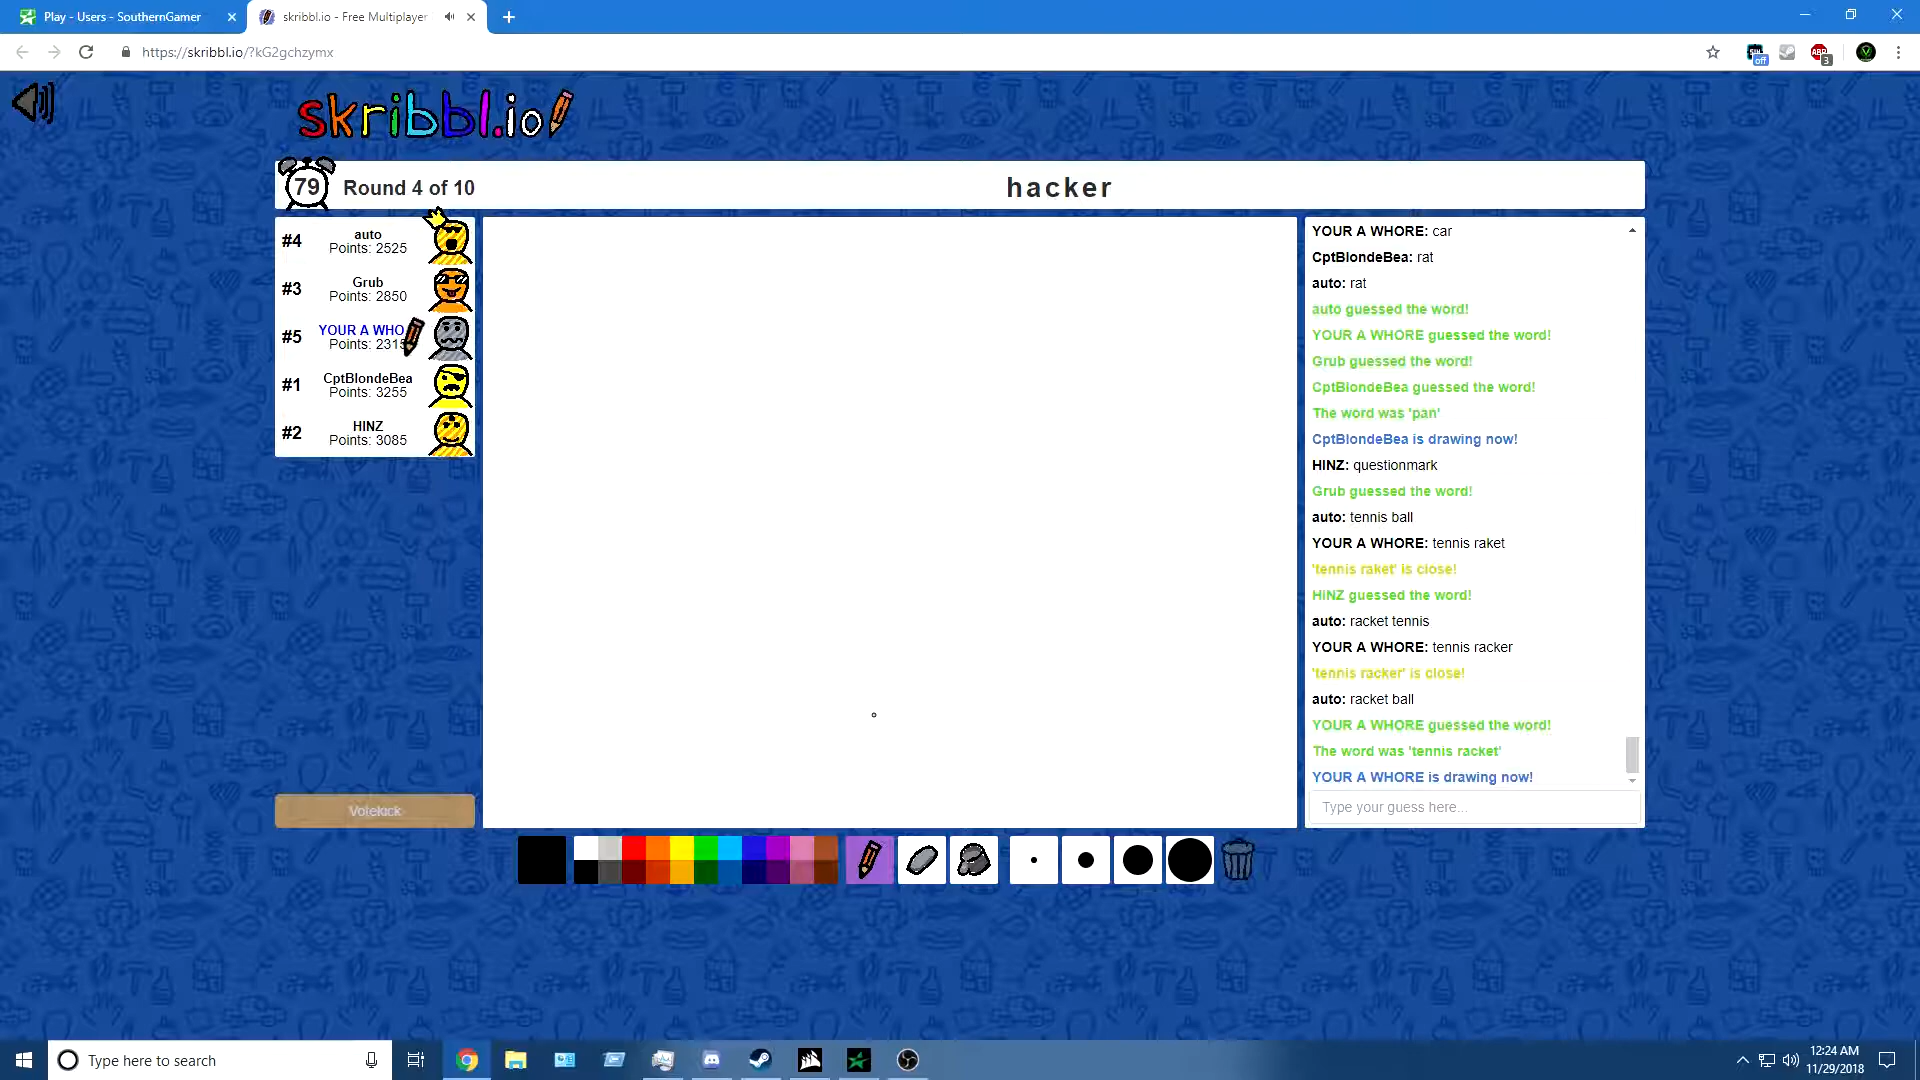 Play - Users - SouthernGamer
skribbl.io - Free Multiplayer
https://skribbl.io/?kG2gchzymx
off
ABP
3
skribbl.io
79
Round 4 of 10
hacker
#4
auto
Points: 2525
#3
Grub
Points: 2850
#5
YOUR A WHO
Points: 2315
#1
CptBlondeBea
Points: 3255
#2
HINZ
Points: 3085
Votekick
YOUR A WHORE: car
CptBlondeBea: rat
auto: rat
auto guessed the word!
YOUR A WHORE guessed the word!
Grub guessed the word!
CptBlondeBea guessed the word!
The word was 'pan'
CptBlondeBea is drawing now!
HINZ: questionmark
Grub guessed the word!
auto: tennis ball
YOUR A WHORE: tennis raket
'tennis raket' is close!
HINZ guessed the word!
auto: racket tennis
YOUR A WHORE: tennis racker
'tennis racker' is close!
auto: racket ball
YOUR A WHORE guessed the word!
The word was 'tennis racket'
YOUR A WHORE is drawing now!
Type your guess here...
Type here to search
12:24 AM
11/29/2018